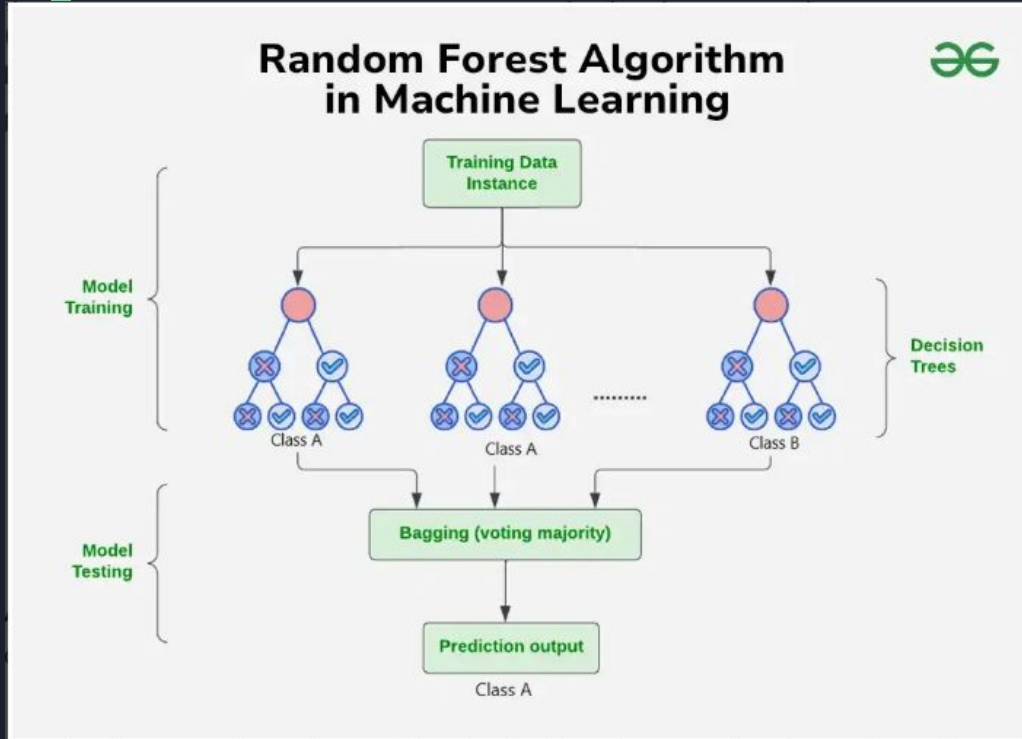 Random Forest Algorithm
in Machine Learning
Training Data
Instance
Model
Training
Decision
Trees
.........
Class A
Class A
Class B
Bagging (voting majority)
Model
Testing
Prediction output
Class A